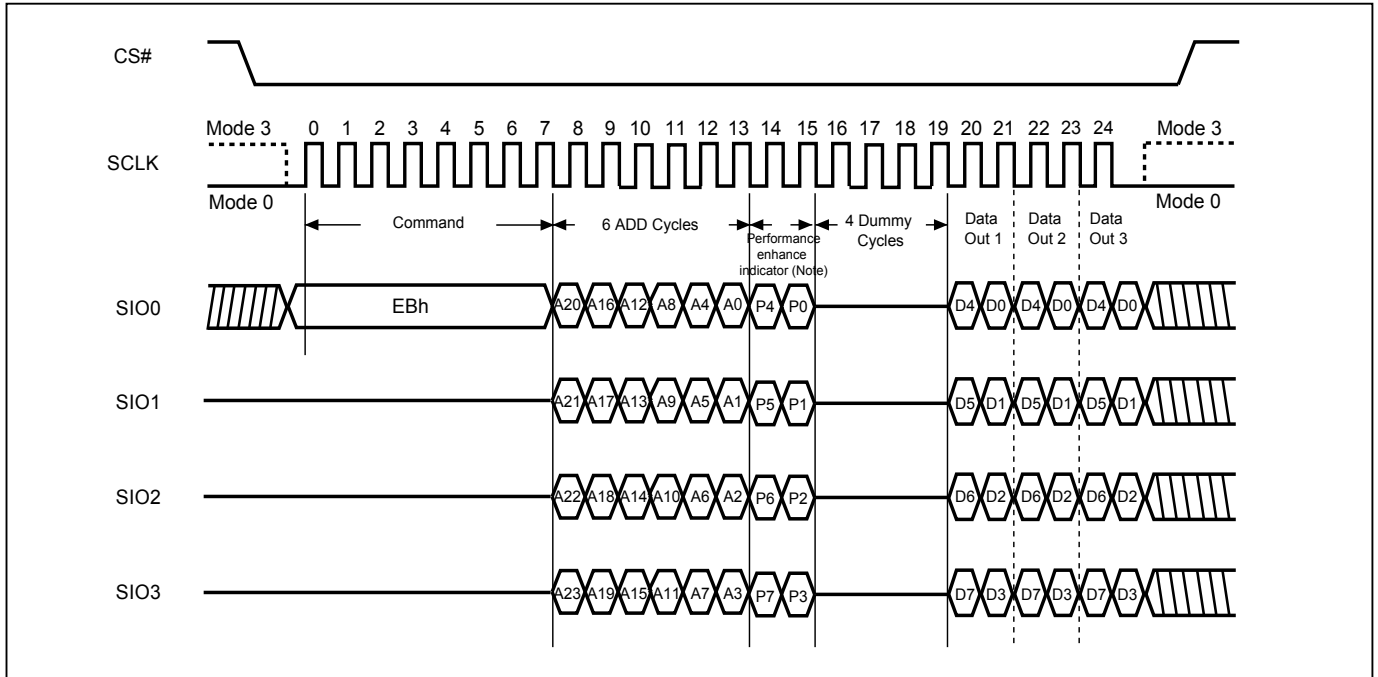 CS#
Mode 3 0 1 2 3 4 5 6 7 8 9 10 11 12 13 14 15 16 17 18 19 20 21 22 23 24 Mode 3
SCLK
Mode 0 Mode 0
Command 6 ADD Cycles Performance enhance indicator (Note) 4 Dummy Cycles Data Out 1 Data Out 2 Data Out 3
SIO0 EBh A20 A16 A12 A8 A4 A0 P4 P0 D4 D0 D4 D0 D4 D0
SIO1 A21 A17 A13 A9 A5 A1 P5 P1 D5 D1 D5 D1 D5 D1
SIO2 A22 A18 A14 A10 A6 A2 P6 P2 D6 D2 D6 D2 D6 D2
SIO3 A23 A19 A15 A11 A7 A3 P7 P3 D7 D3 D7 D3 D7 D3